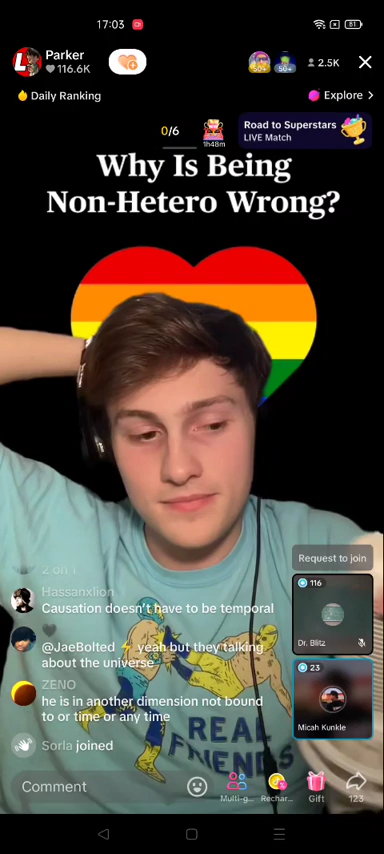 17:03
81
Parker
116.6K
50+
50+
2.5K
Daily Ranking
Explore >
0/6
1h48m
Road to Superstars
LIVE Match
Why Is Being
Non-Hetero Wrong?
Request to join
2 on 1
Hassanxlion
Causation doesn't have to be temporal
@JaeBolted ⚡ yeah but they talking
about the universe
ZENO
he is in another dimension not bound
to or time or any time
Sorla joined
116
Dr. Blitz
23
Micah Kunkle
REAL
FRIENDS
Comment
Multi-g...
Rechar...
Gift
123